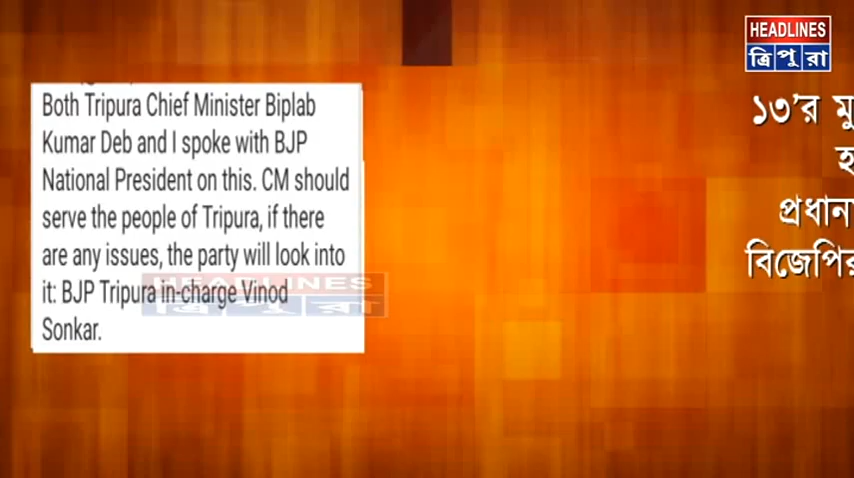 HEADLINES
ত্রিপুরা
Both Tripura Chief Minister Biplab
Kumar Deb and I spoke with BJP
National President on this. CM should
serve the people of Tripura, if there
are any issues, the party will look into
it: BJP Tripura in-charge Vinod
Sonkar.
HEADLINES
ত্রিপুরা
১৩'র
বিজেপির